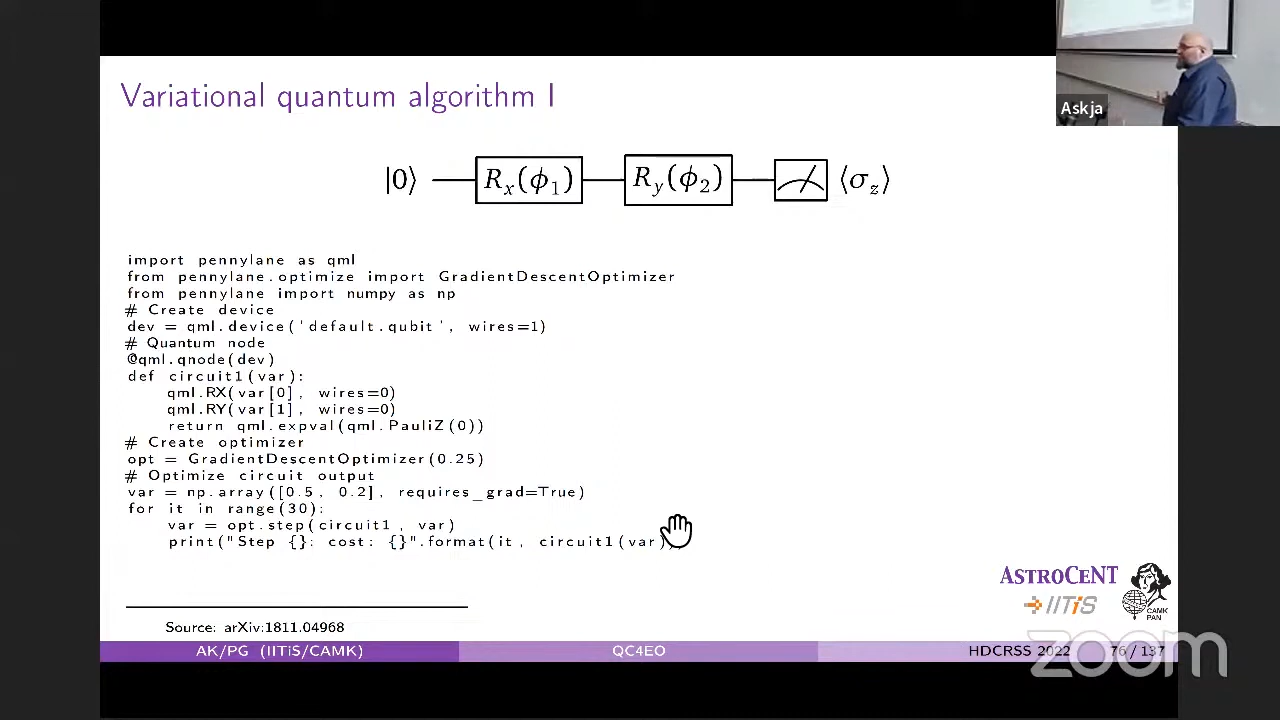 Askja
Variational quantum algorithm I
|0⟩ R_x(ϕ_1) R_y(ϕ_2) ⟨σ_z⟩
import pennylane as qml
from pennylane.optimize import GradientDescentOptimizer
from pennylane import numpy as np
# Create device
dev = qml.device('default.qubit', wires=1)
# Quantum node
@qml.qnode(dev)
def circuit1(var):
    qml.RX(var[0], wires=0)
    qml.RY(var[1], wires=0)
    return qml.expval(qml.PauliZ(0))
# Create optimizer
opt = GradientDescentOptimizer(0.25)
# Optimize circuit output
var = np.array([0.5, 0.2], requires_grad=True)
for it in range(30):
    var = opt.step(circuit1, var)
    print("Step {}: cost: {}".format(it, circuit1(var)
ASTROCENT
IITiS
CAMK
PAN
Source: arXiv:1811.04968
zoom
AK/PG (IITiS/CAMK) QC4EO HDCRSS 2022 76/137